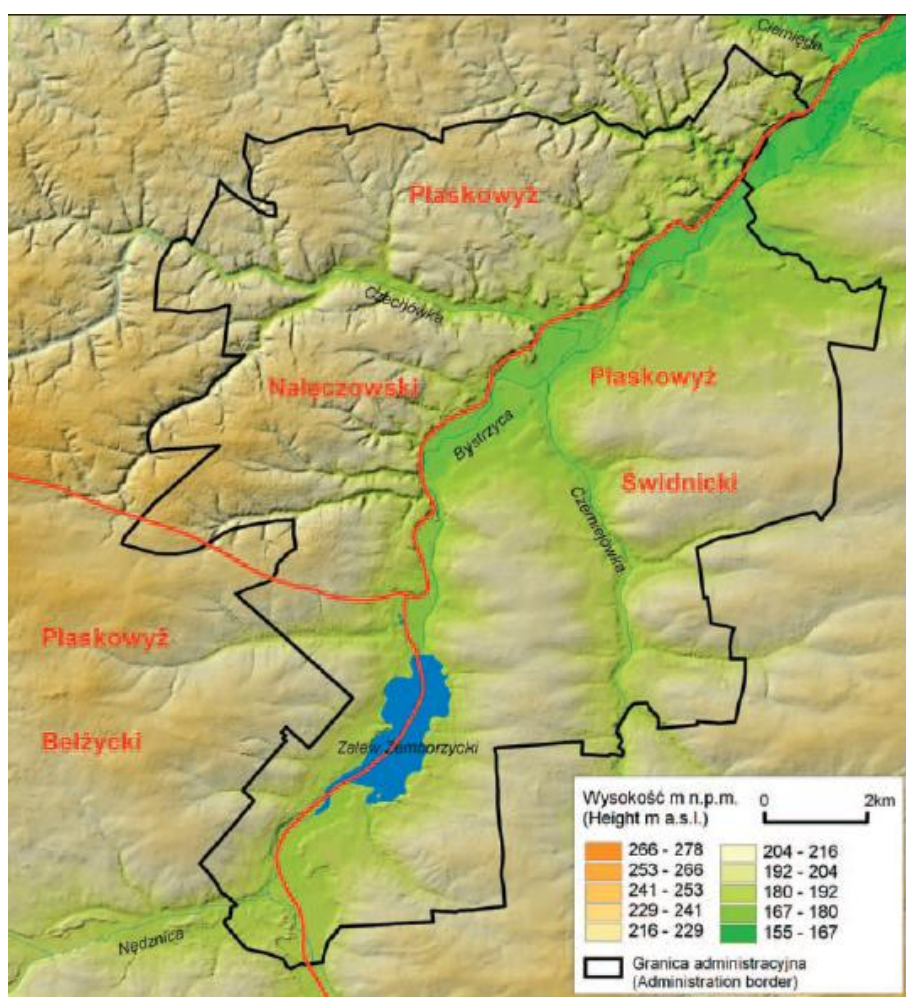 Ciemięga
Płaskowyż
Czechówka
Nałęczowski
Płaskowyż
Bystrzyca
Świdnicki
Czerniejówka
Płaskowyż
Bełżycki
Zalew Zemborzycki
Nędznica
Wysokość m n.p.m.
(Height m a.s.l.)
0 2km
266 - 278
253 - 266
241 - 253
229 - 241
216 - 229
204 - 216
192 - 204
180 - 192
167 - 180
155 - 167
Granica administracyjna
(Administration border)